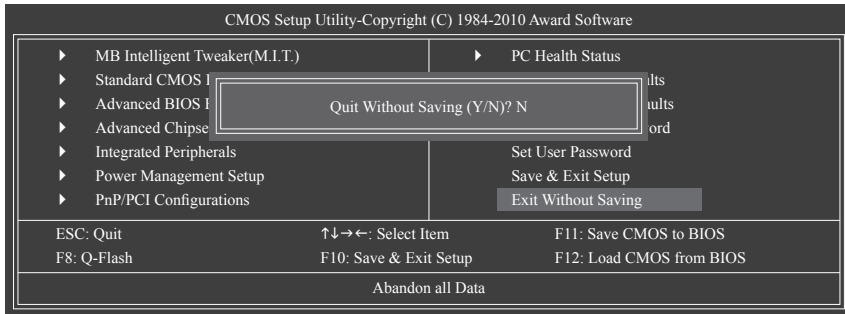 CMOS Setup Utility-Copyright (C) 1984-2010 Award Software
MB Intelligent Tweaker(M.I.T.)
PC Health Status
Standard CMOS
Advanced BIOS
Quit Without Saving (Y/N)? N
Advanced
Integrated Peripherals
Set User Password
Power Management Setup
Save & Exit Setup
PnP/PCI Configurations
Exit Without Saving
ESC: Quit ↑↓→←: Select Item F11: Save CMOS to BIOS
F8: Q-Flash F10: Save & Exit Setup F12: Load CMOS from BIOS
Abandon all Data